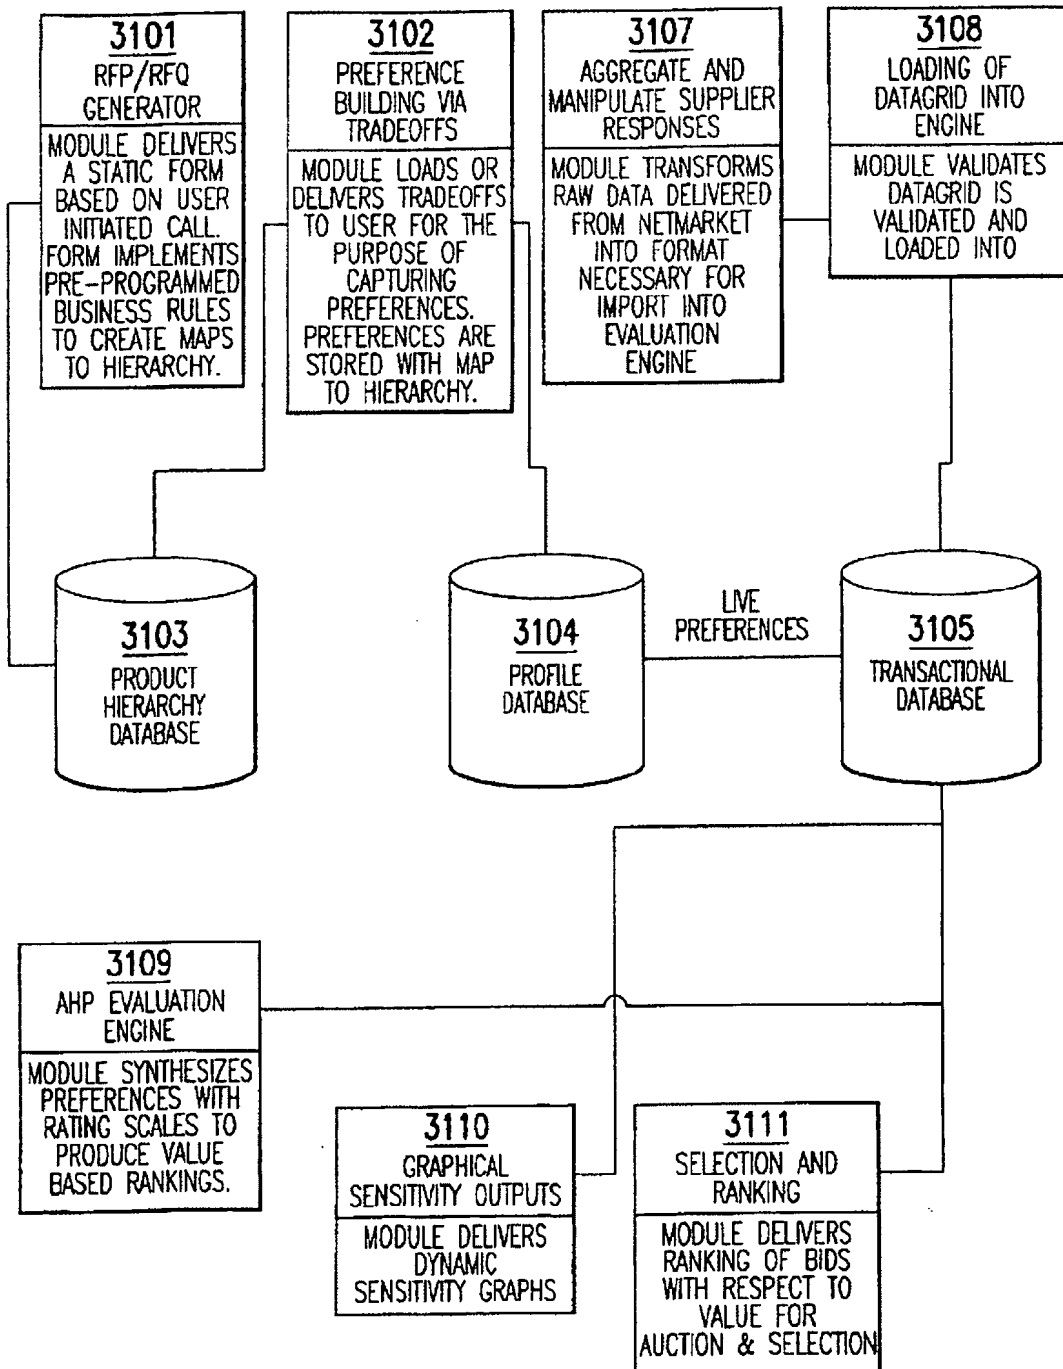 3101
RFP/RFQ
GENERATOR
MODULE DELIVERS
A STATIC FORM
BASED ON USER
INITIATED CALL.
FORM IMPLEMENTS
PRE-PROGRAMMED
BUSINESS RULES
TO CREATE MAPS
TO HIERARCHY.
3102
PREFERENCE
BUILDING VIA
TRADEOFFS
MODULE LOADS OR
DELIVERS TRADEOFFS
TO USER FOR THE
PURPOSE OF
CAPTURING
PREFERENCES.
PREFERENCES ARE
STORED WITH MAP
TO HIERARCHY.
3107
AGGREGATE AND
MANIPULATE SUPPLIER
RESPONSES
MODULE TRANSFORMS
RAW DATA DELIVERED
FROM NETMARKET
INTO FORMAT
NECESSARY FOR
IMPORT INTO
EVALUATION
ENGINE
3108
LOADING OF
DATAGRID INTO
ENGINE
MODULE VALIDATES
DATAGRID IS
VALIDATED AND
LOADED INTO
3103
PRODUCT
HIERARCHY
DATABASE
3104
PROFILE
DATABASE
LIVE
PREFERENCES
3105
TRANSACTIONAL
DATABASE
3109
AHP EVALUATION
ENGINE
MODULE SYNTHESIZES
PREFERENCES WITH
RATING SCALES TO
PRODUCE VALUE
BASED RANKINGS.
3110
GRAPHICAL
SENSITIVITY OUTPUTS
MODULE DELIVERS
DYNAMIC
SENSITIVITY GRAPHS
3111
SELECTION AND
RANKING
MODULE DELIVERS
RANKING OF BIDS
WITH RESPECT TO
VALUE FOR
AUCTION & SELECTION